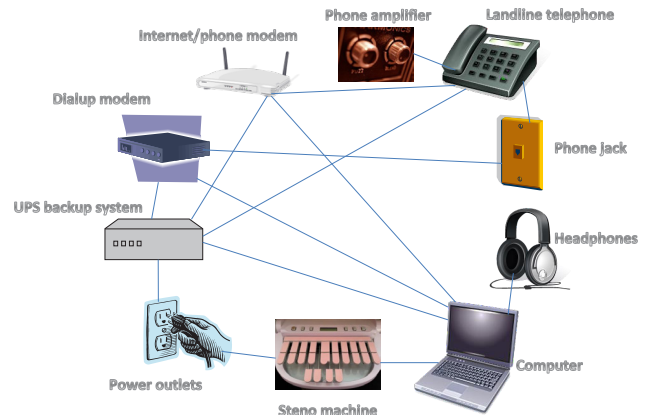 Phone amplifier
Landline telephone
Internet/phone modem
Dialup modem
Phone jack
UPS backup system
Headphones
Computer
Power outlets
Steno machine